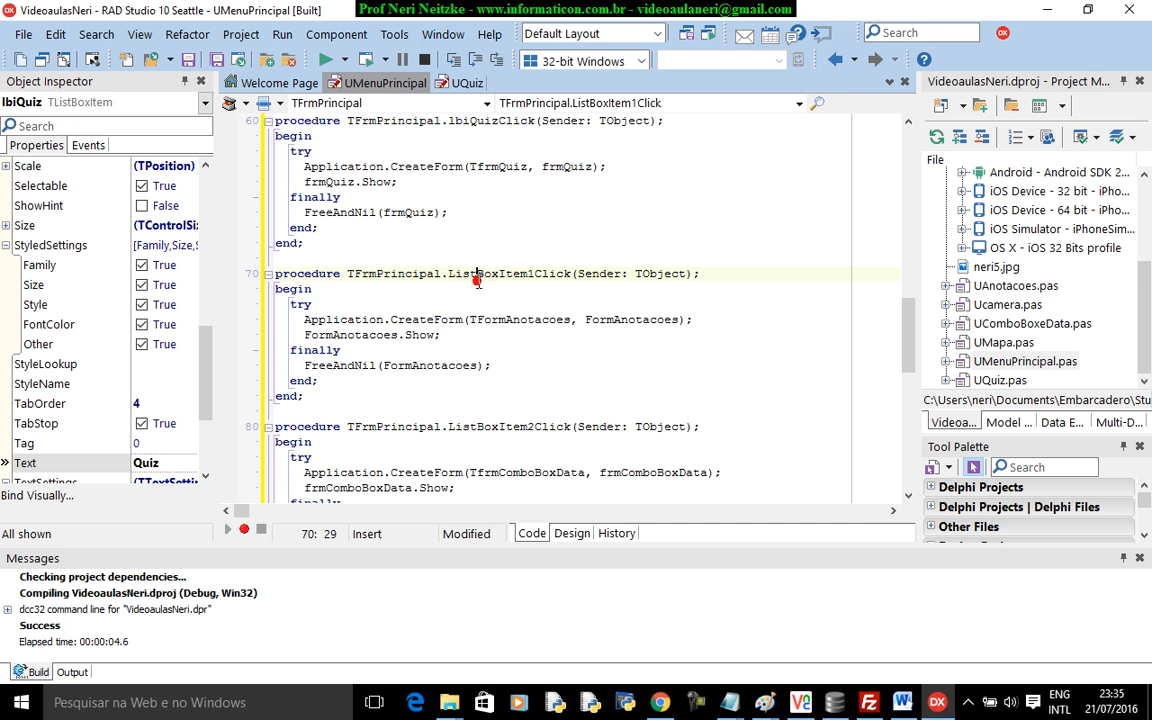 VideoaulasNeri - RAD Studio 10 Seattle - UMenuPrincipal [Built]
Prof Neri Neitzke - www.informaticon.com.br - videoaulaneri@gmail.com
File Edit Search View Refactor Project Run Component Tools Window Help
Default Layout
Search
32-bit Windows
Object Inspector
lbiQuiz TListBoxItem
Search
Properties Events
Scale (TPosition)
Selectable True
ShowHint False
Size (TControlSi:
StyledSettings [Family,Size,S
Family True
Size True
Style True
FontColor True
Other True
StyleLookup
StyleName
TabOrder 4
TabStop True
Tag 0
Text Quiz
TextSettings (TTextSetti
Bind Visually...
All shown
Welcome Page UMenuPrincipal UQuiz
TFrmPrincipal TFrmPrincipal.ListBoxItem1Click
60 procedure TFrmPrincipal.lbiQuizClick(Sender: TObject);
begin
try
Application.CreateForm(TfrmQuiz, frmQuiz);
frmQuiz.Show;
finally
FreeAndNil(frmQuiz);
end;
end;
70 procedure TFrmPrincipal.ListBoxItem1Click(Sender: TObject);
begin
try
Application.CreateForm(TFormAnotacoes, FormAnotacoes);
FormAnotacoes.Show;
finally
FreeAndNil(FormAnotacoes);
end;
end;
80 procedure TFrmPrincipal.ListBoxItem2Click(Sender: TObject);
begin
try
Application.CreateForm(TfrmComboBoxData, frmComboBoxData);
frmComboBoxData.Show;
finally
70: 29 Insert Modified Code Design History
VideoaulasNeri.dproj - Project M...
File
Android - Android SDK 2...
iOS Device - 32 bit - iPho...
iOS Device - 64 bit - iPho...
iOS Simulator - iPhoneSim...
OS X - iOS 32 Bits profile
neri5.jpg
UAnotacoes.pas
Ucamera.pas
UComboBoxeData.pas
UMapa.pas
UMenuPrincipal.pas
UQuiz.pas
C:\Users\neri\Documents\Embarcadero\Stu
Videoa... Model ... Data E... Multi-D...
Tool Palette
Search
Delphi Projects
Delphi Projects | Delphi Files
Other Files
Messages
Checking project dependencies...
Compiling VideoaulasNeri.dproj (Debug, Win32)
dcc32 command line for "VideoaulasNeri.dpr"
Success
Elapsed time: 00:00:04.6
Build Output
Pesquisar na Web e no Windows
ENG
INTL
23:35
21/07/2016